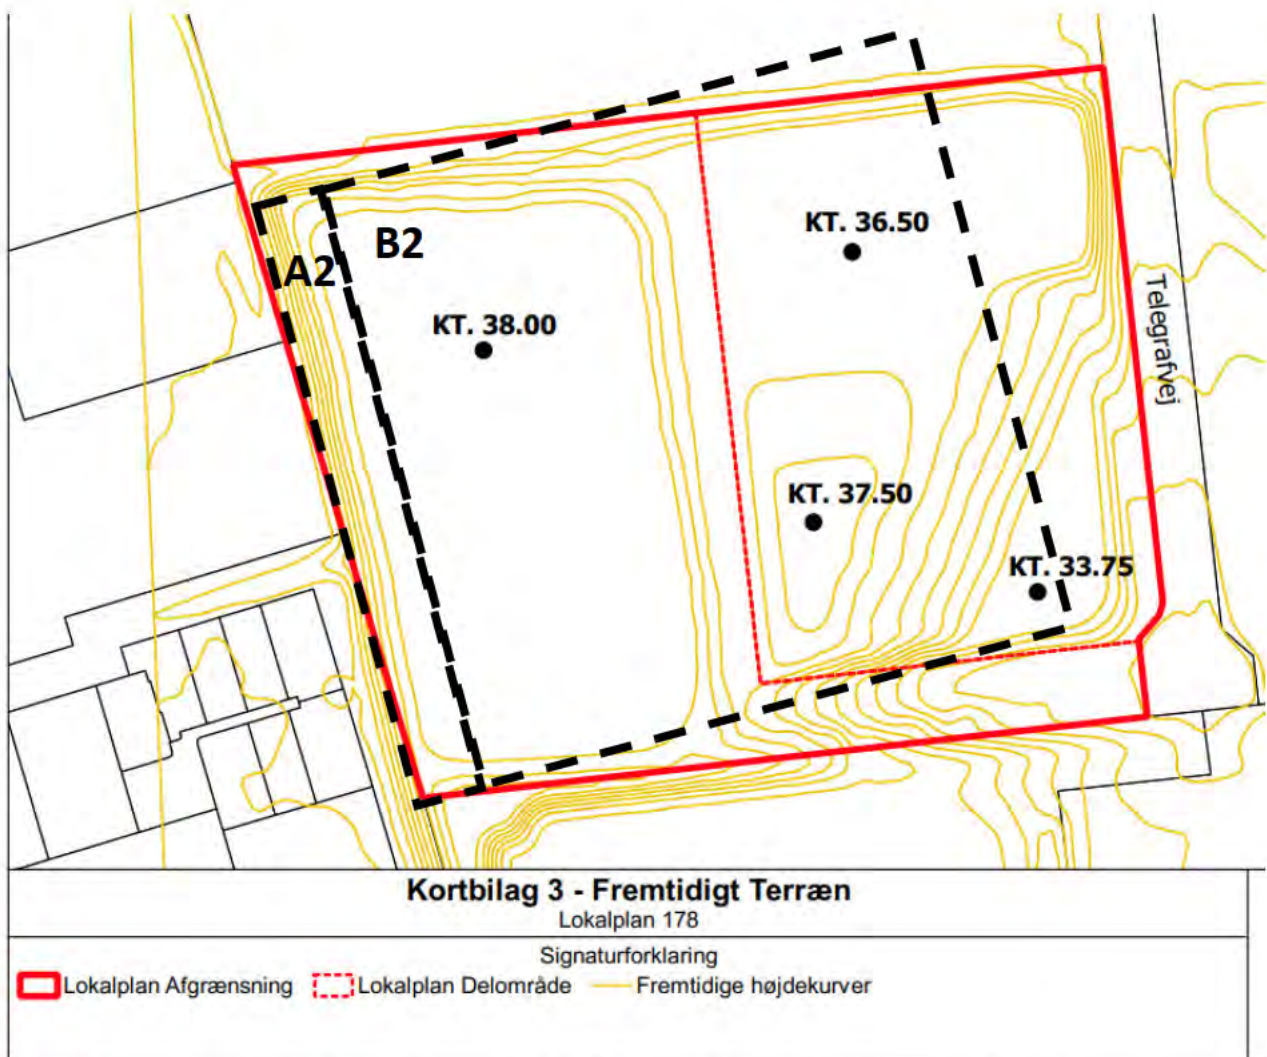 KT. 36.50
B2
A2
KT. 38.00
Telegrafvej
KT. 37.50
KT. 33.75
Kortbilag 3 - Fremtidigt Terræn
Lokalplan 178
Signaturforklaring
Lokalplan Afgrænsning Lokalplan Delområde Fremtidige højdekurver